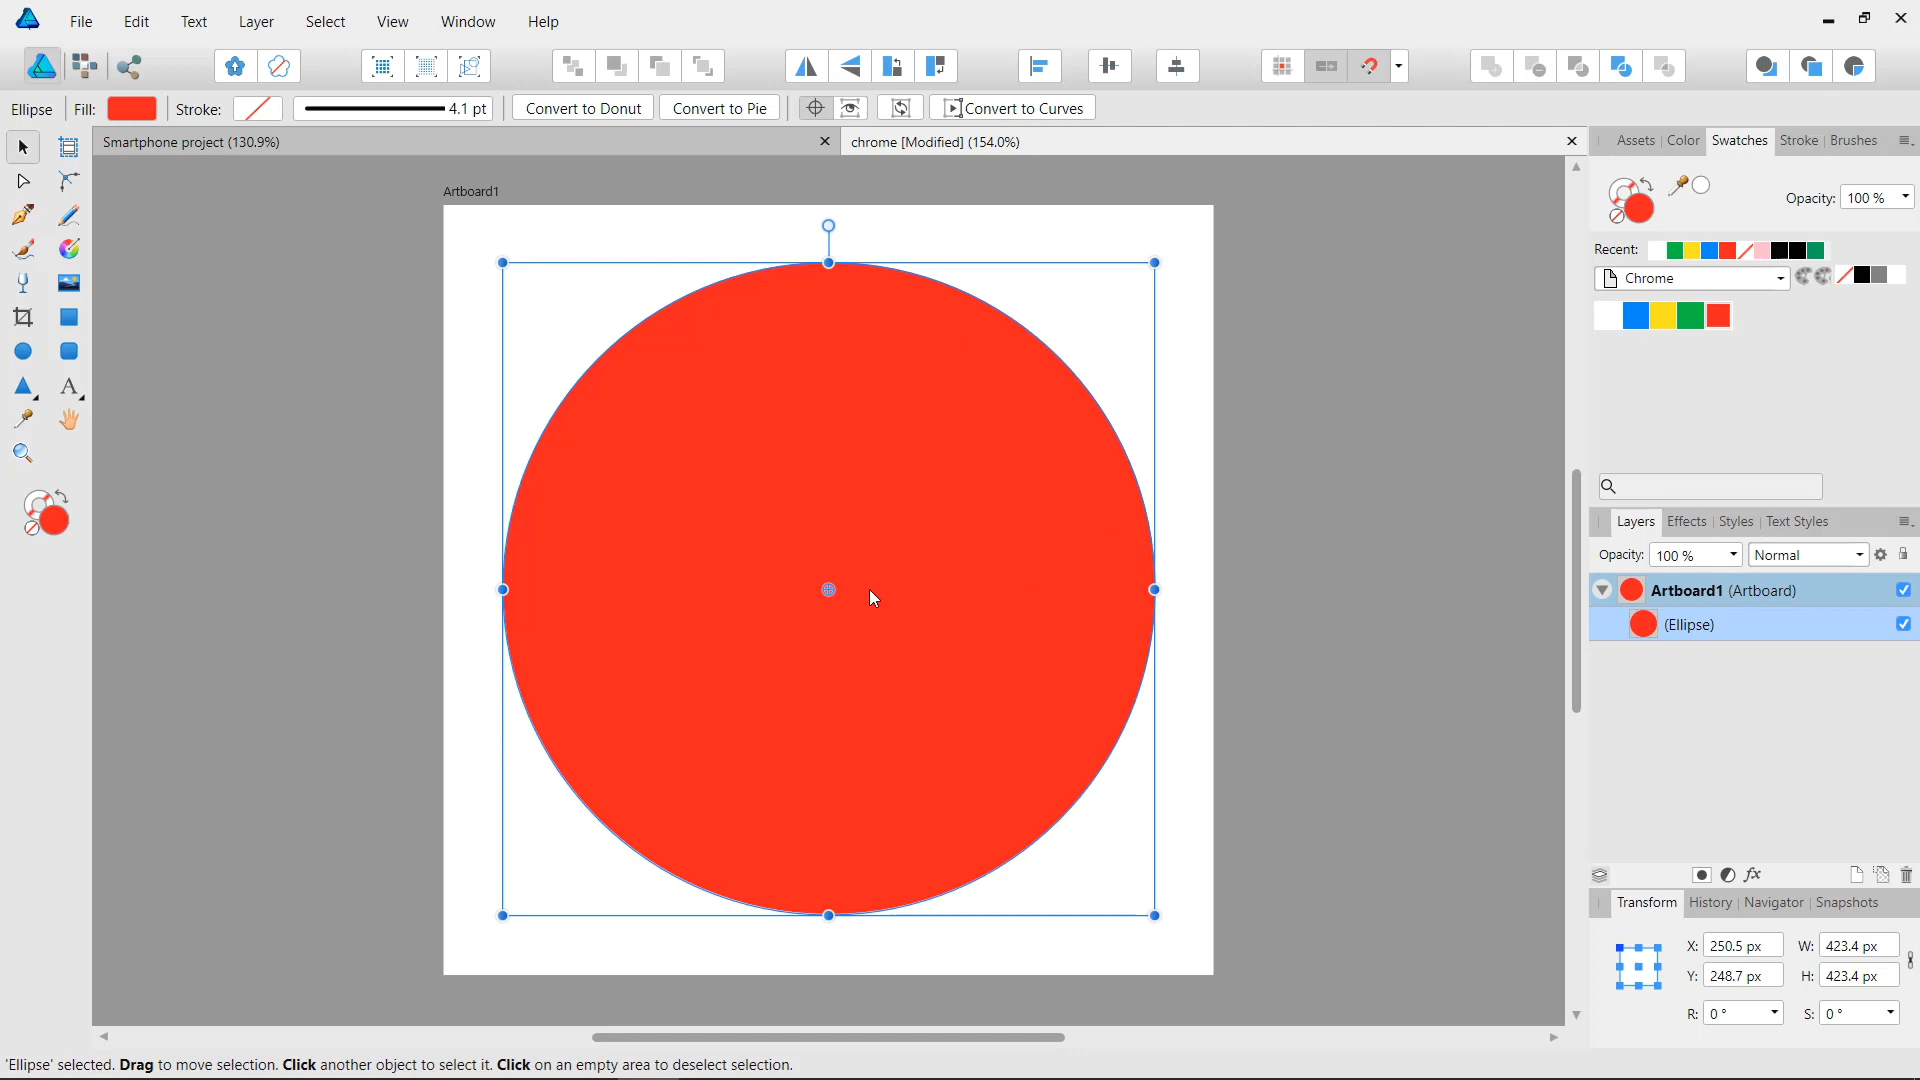 File Edit Text Layer Select View Window Help
Ellipse Fill: Stroke: 4.1 pt Convert to Donut Convert to Pie Convert to Curves
Smartphone project (130.9%) chrome [Modified] (154.0%)
Assets Color Swatches Stroke Brushes
Artboard1
Opacity: 100 %
Recent:
Chrome
A
Layers Effects Styles Text Styles
Opacity: 100 % Normal
Artboard1 (Artboard)
(Ellipse)
fx
Transform History Navigator Snapshots
X: 250.5 px W: 423.4 px
Y: 248.7 px H: 423.4 px
R: 0 ° S: 0 °
'Ellipse' selected. Drag to move selection. Click another object to select it. Click on an empty area to deselect selection.